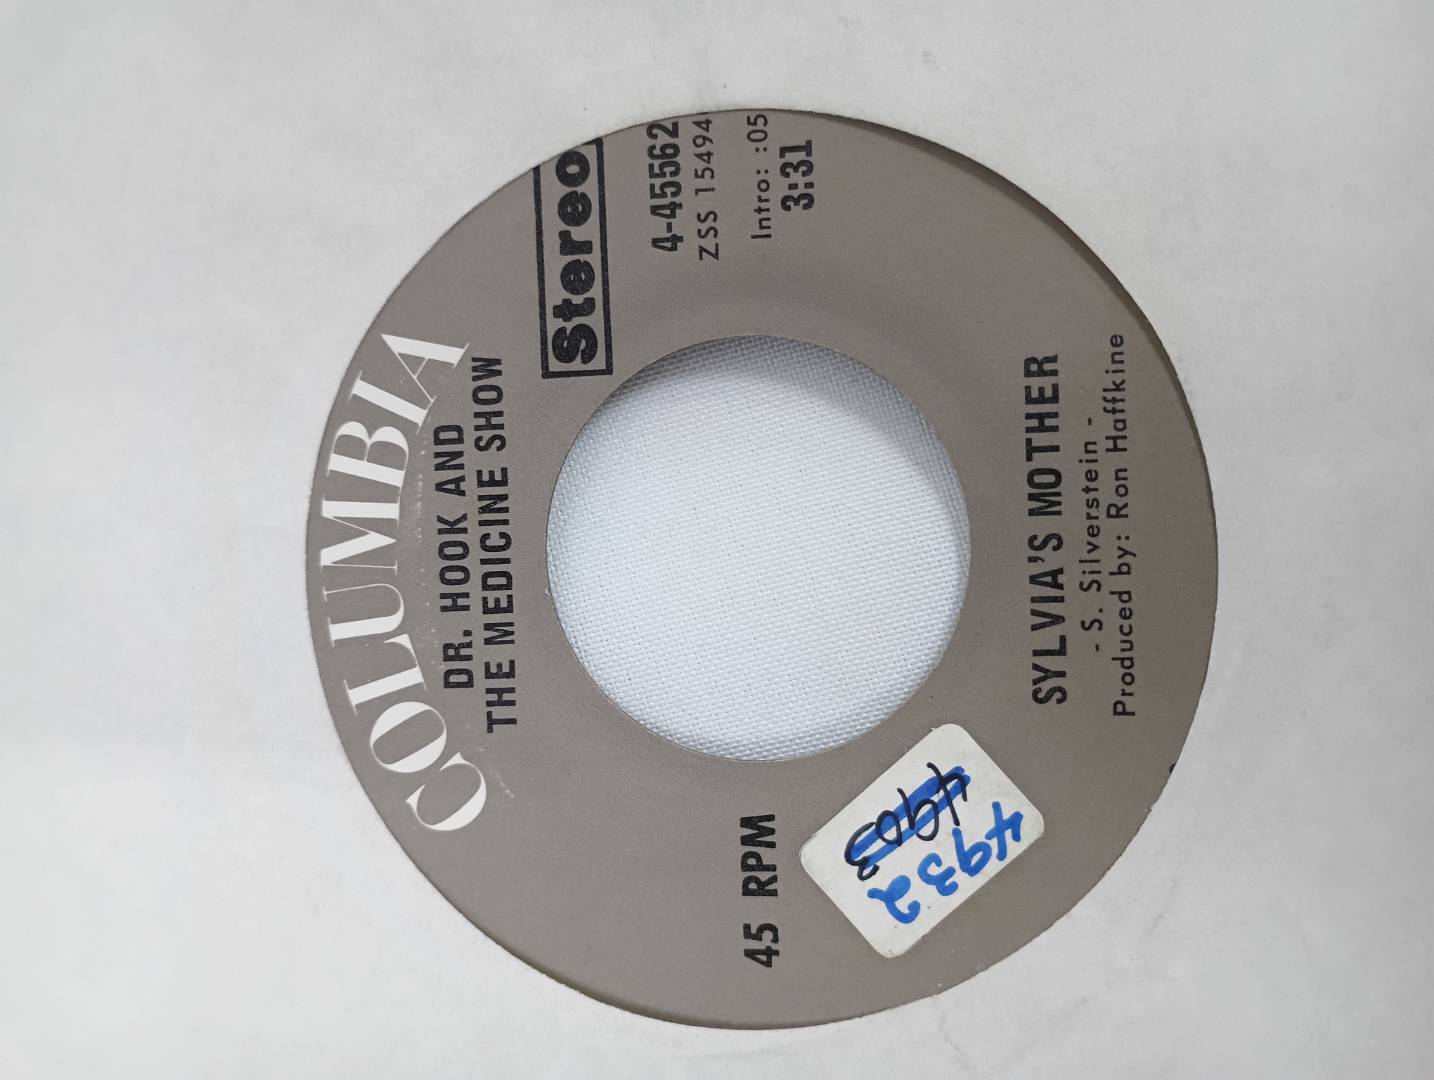 COLUMBIA
DR. HOOK AND
THE MEDICINE SHOW
Stereo
45 RPM
4-45562
ZSS 15494
Intro: :05
3:31
4903
4932
SYLVIA'S MOTHER
- S. Silverstein -
Produced by: Ron Haffkine